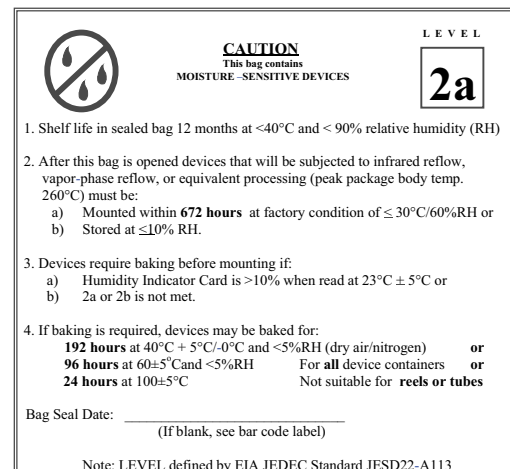 LEVEL
CAUTION
This bag contains
MOISTURE –SENSITIVE DEVICES
2a
1. Shelf life in sealed bag 12 months at <40°C and < 90% relative humidity (RH)
2. After this bag is opened devices that will be subjected to infrared reflow,
vapor-phase reflow, or equivalent processing (peak package body temp.
260°C) must be:
a) Mounted within 672 hours at factory condition of ≤ 30°C/60%RH or
b) Stored at ≤10% RH.
3. Devices require baking before mounting if:
a) Humidity Indicator Card is >10% when read at 23°C ± 5°C or
b) 2a or 2b is not met.
4. If baking is required, devices may be baked for:
192 hours at 40°C + 5°C/-0°C and <5%RH (dry air/nitrogen) or
96 hours at 60±5°Cand <5%RH For all device containers or
24 hours at 100±5°C Not suitable for reels or tubes
Bag Seal Date: ______________________________
(If blank, see bar code label)
Note: LEVEL defined by EIA JEDEC Standard JESD22-A113